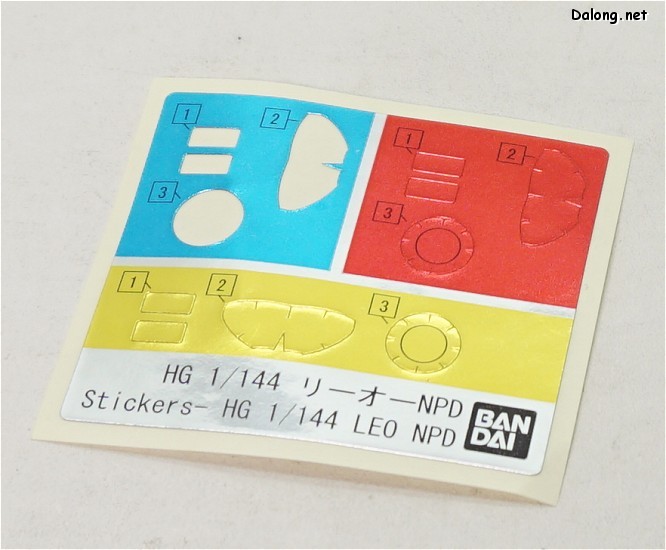 Dalong.net
1
2
3
1
2
3
1
2
3
HG 1/144 リーオーNPD
Stickers- HG 1/144 LEO NPD
BAN
DAI